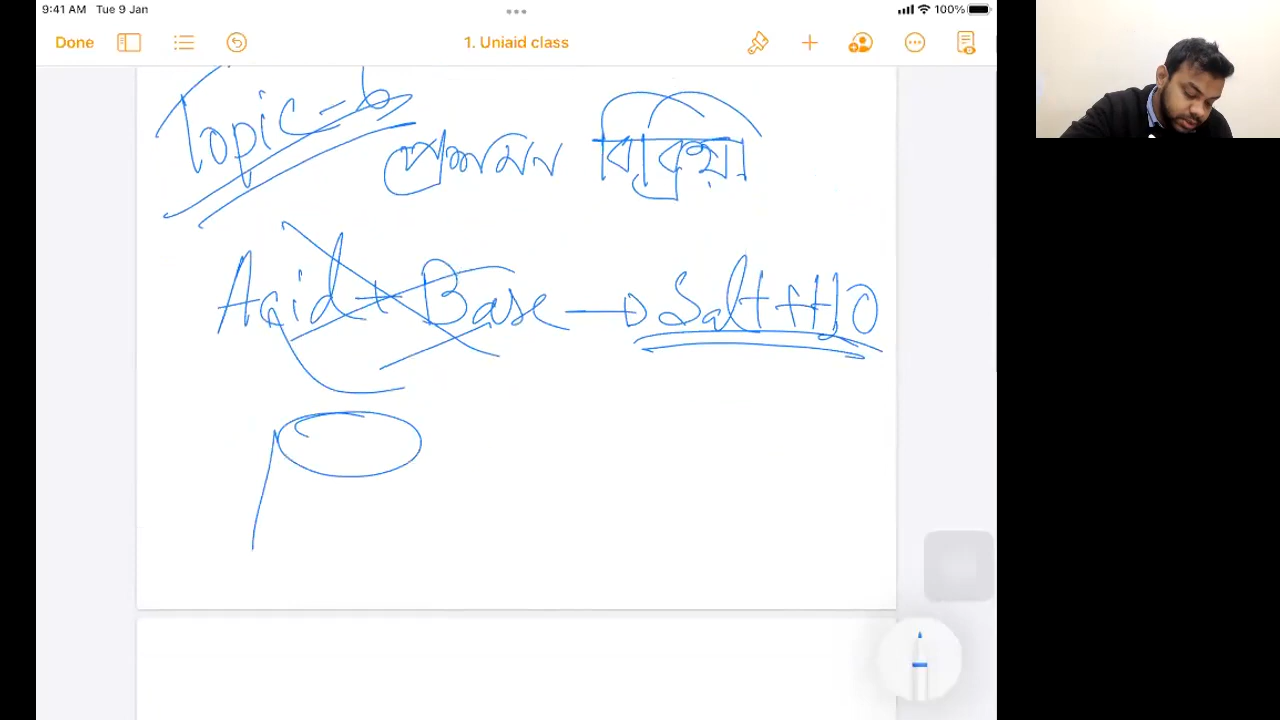 9:41 AM Tue 9 Jan
100%
Done
1. Uniaid class
Topic-6
প্রশমন বিক্রিয়া
Acid + Base → Salt + H2O